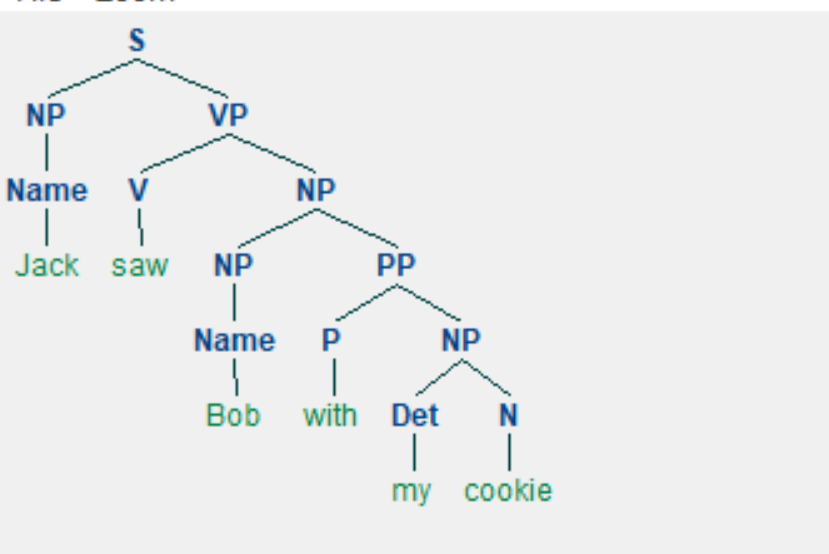 S
NP VP
Name V NP
Jack saw NP PP
Name P NP
Bob with Det N
my cookie